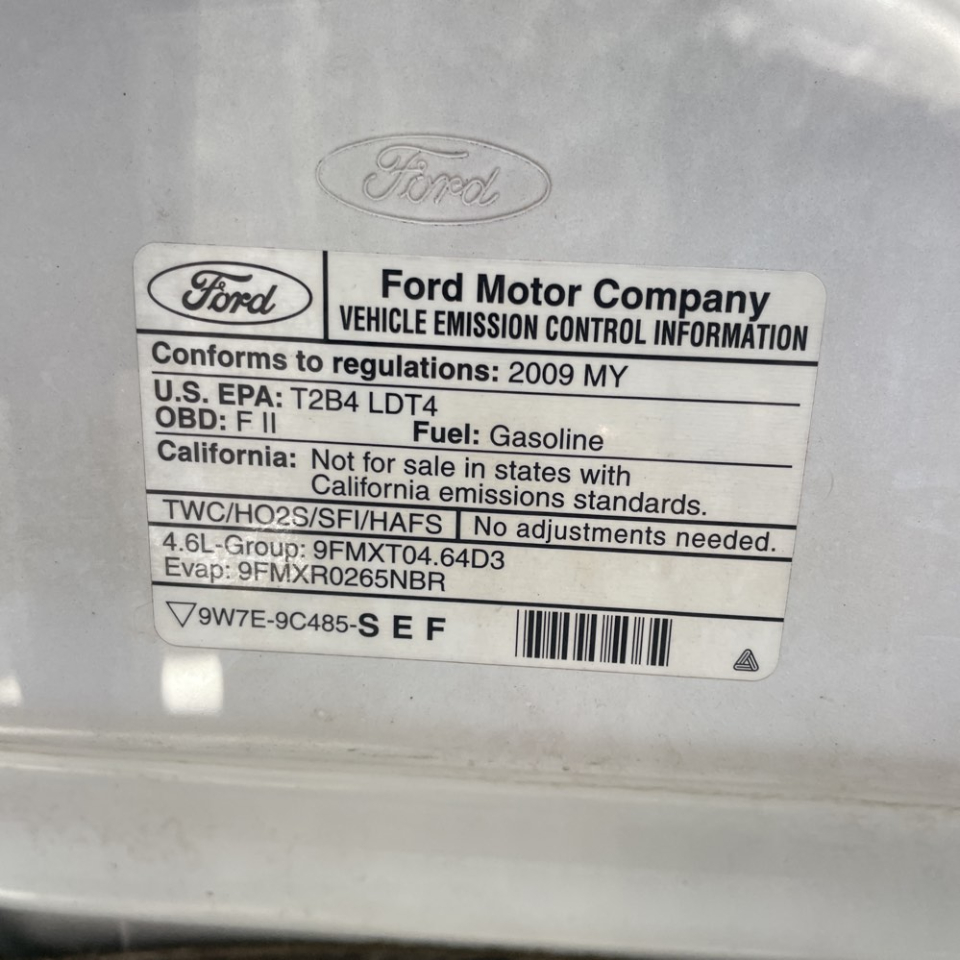 Ford
Ford
Ford Motor Company
VEHICLE EMISSION CONTROL INFORMATION
Conforms to regulations: 2009 MY
U.S. EPA: T2B4 LDT4
OBD: F II
Fuel: Gasoline
California: Not for sale in states with
California emissions standards.
TWC/HO2S/SFI/HAFS
No adjustments needed.
4.6L-Group: 9FMXT04.64D3
Evap: 9FMXR0265NBR
▽9W7E-9C485-S E F